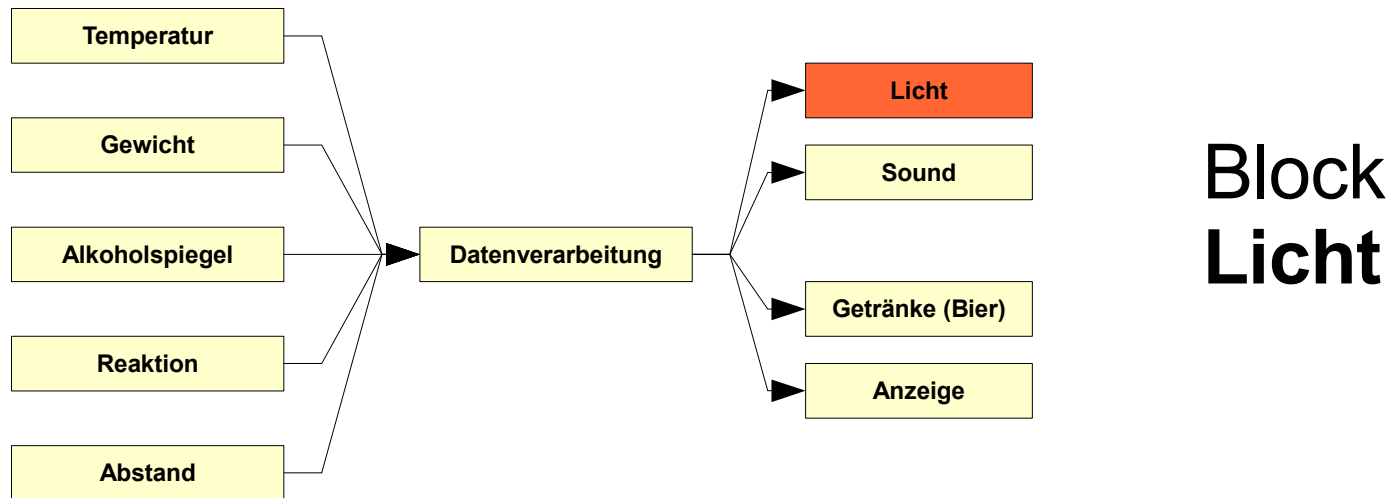 Temperatur
Gewicht
Alkoholspiegel
Reaktion
Abstand
Datenverarbeitung
Licht
Sound
Getränke (Bier)
Anzeige
Block
Licht